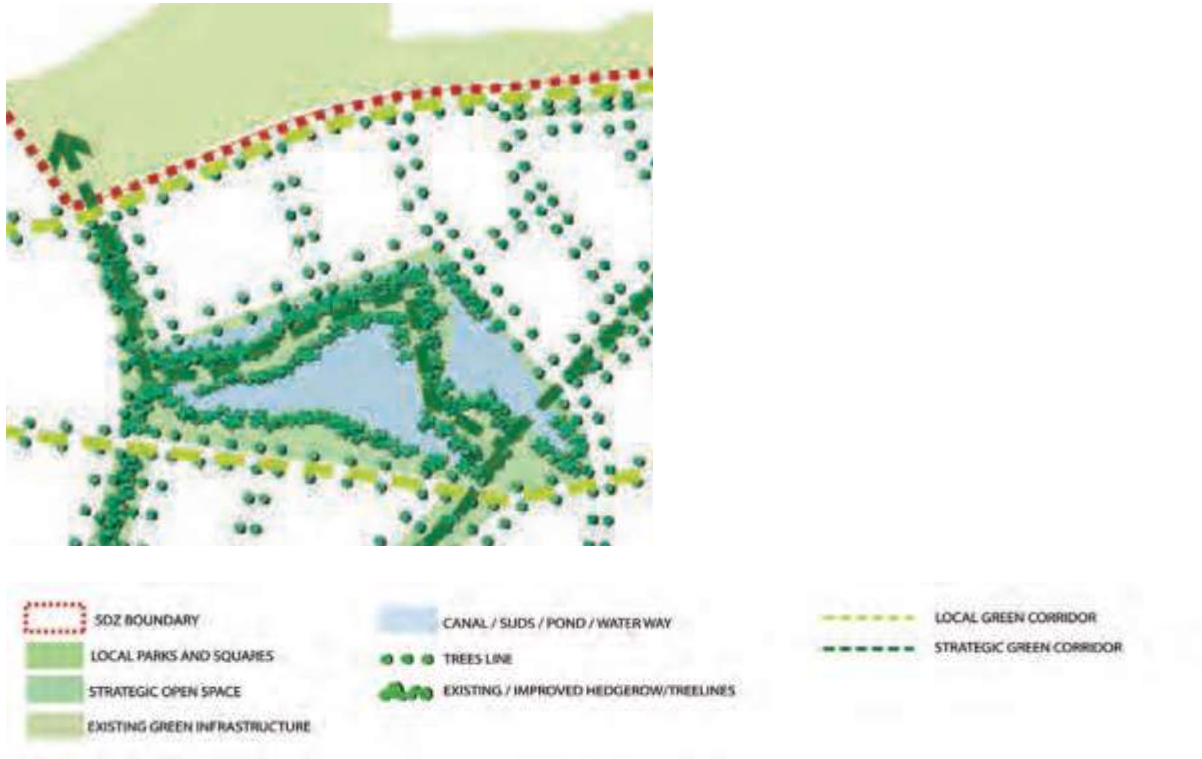 SDZ BOUNDARY
LOCAL PARKS AND SQUARES
STRATEGIC OPEN SPACE
EXISTING GREEN INFRASTRUCTURE
CANAL / SUDS / POND / WATER WAY
TREES LINE
EXISTING / IMPROVED HEDGEROW/TREELINES
LOCAL GREEN CORRIDOR
STRATEGIC GREEN CORRIDOR